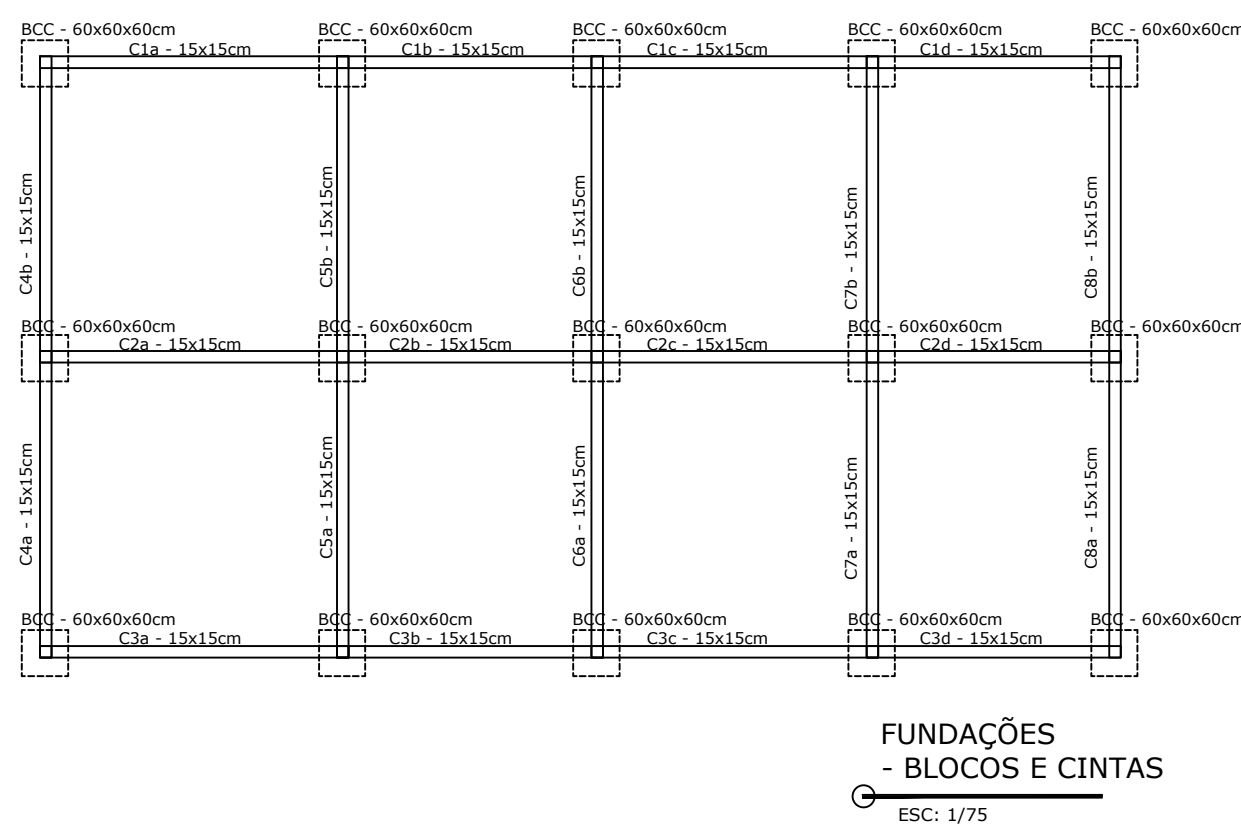 BCC - 60x60x60cm
BCC - 60x60x60cm
BCC - 60x60x60cm
BCC - 60x60x60cm
BCC - 60x60x60cm
C1a - 15x15cm
C1b - 15x15cm
C1c - 15x15cm
C1d - 15x15cm
C4b - 15x15cm
C5b - 15x15cm
C6b - 15x15cm
C7b - 15x15cm
C8b - 15x15cm
BCC - 60x60x60cm
BCC - 60x60x60cm
BCC - 60x60x60cm
BCC - 60x60x60cm
BCC - 60x60x60cm
C2a - 15x15cm
C2b - 15x15cm
C2c - 15x15cm
C2d - 15x15cm
C4a - 15x15cm
C5a - 15x15cm
C6a - 15x15cm
C7a - 15x15cm
C8a - 15x15cm
BCC - 60x60x60cm
BCC - 60x60x60cm
BCC - 60x60x60cm
BCC - 60x60x60cm
BCC - 60x60x60cm
C3a - 15x15cm
C3b - 15x15cm
C3c - 15x15cm
C3d - 15x15cm
FUNDAÇÕES
- BLOCOS E CINTAS
ESC: 1/75